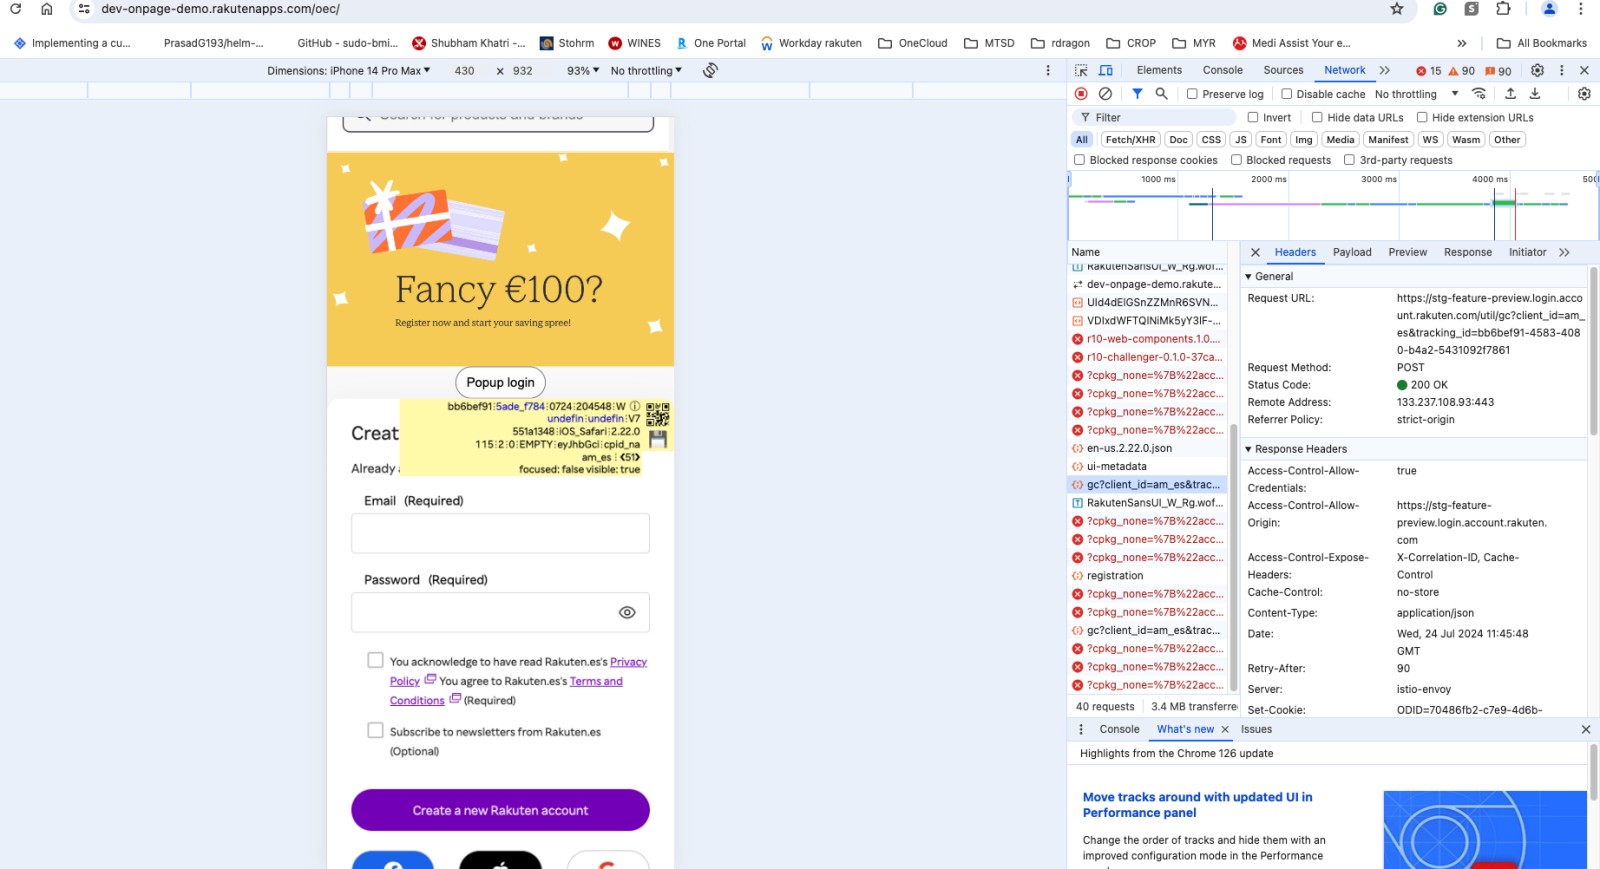 dev-onpage-demo.rakutenapps.com/oec/
Implementing a cu... PrasadG193/helm-... GitHub - sudo-bmi... Shubham Khatri -... Stohrm WINES One Portal Workday rakuten OneCloud MTSD rdragon CROP MYR Medi Assist Your e... » All Bookmarks
Dimensions: iPhone 14 Pro Max 430 × 932 93% No throttling
Search for products and brands
Fancy €100?
Register now and start your saving spree!
Popup login
bb6bef91:5ade_f784:0724:204548:W
undefin:undefin:V7
551a1348:iOS_Safari:2.22.0
115:2:0:EMPTY:eyJhbGci:cpid_na
am_es : ❮51❯
focused: false visible: true
Creat
Already a
Email (Required)
Password (Required)
You acknowledge to have read Rakuten.es's Privacy
Policy You agree to Rakuten.es's Terms and
Conditions (Required)
Subscribe to newsletters from Rakuten.es
(Optional)
Create a new Rakuten account
Elements Console Sources Network » 15 90 90
Preserve log Disable cache No throttling
Filter Invert Hide data URLs Hide extension URLs
All Fetch/XHR Doc CSS JS Font Img Media Manifest WS Wasm Other
Blocked response cookies Blocked requests 3rd-party requests
1000 ms 2000 ms 3000 ms 4000 ms 500
Name
RakutenSansUI_W_Rg.wof...
dev-onpage-demo.rakute...
UId4dElGSnZZMnR6SVN...
VDlxdWFTQlNiMk5yY3lF-...
r10-web-components.1.0....
r10-challenger-0.1.0-37ca...
?cpkg_none=%7B%22acc...
?cpkg_none=%7B%22acc...
?cpkg_none=%7B%22acc...
?cpkg_none=%7B%22acc...
en-us.2.22.0.json
ui-metadata
gc?client_id=am_es&trac...
RakutenSansUI_W_Rg.wof...
?cpkg_none=%7B%22acc...
?cpkg_none=%7B%22acc...
?cpkg_none=%7B%22acc...
registration
?cpkg_none=%7B%22acc...
?cpkg_none=%7B%22acc...
gc?client_id=am_es&trac...
?cpkg_none=%7B%22acc...
?cpkg_none=%7B%22acc...
?cpkg_none=%7B%22acc...
40 requests 3.4 MB transferre
Headers Payload Preview Response Initiator »
General
Request URL: https://stg-feature-preview.login.acco
unt.rakuten.com/util/gc?client_id=am_
es&tracking_id=bb6bef91-4583-408
0-b4a2-5431092f7861
Request Method: POST
Status Code: 200 OK
Remote Address: 133.237.108.93:443
Referrer Policy: strict-origin
Response Headers
Access-Control-Allow- true
Credentials:
Access-Control-Allow- https://stg-feature-
Origin: preview.login.account.rakuten.
com
Access-Control-Expose- X-Correlation-ID, Cache-
Headers: Control
Cache-Control: no-store
Content-Type: application/json
Date: Wed, 24 Jul 2024 11:45:48
GMT
Retry-After: 90
Server: istio-envoy
Set-Cookie: ODID=70486fb2-c7e9-4d6b-
Console What's new Issues
Highlights from the Chrome 126 update
Move tracks around with updated UI in
Performance panel
Change the order of tracks and hide them with an
improved configuration mode in the Performance